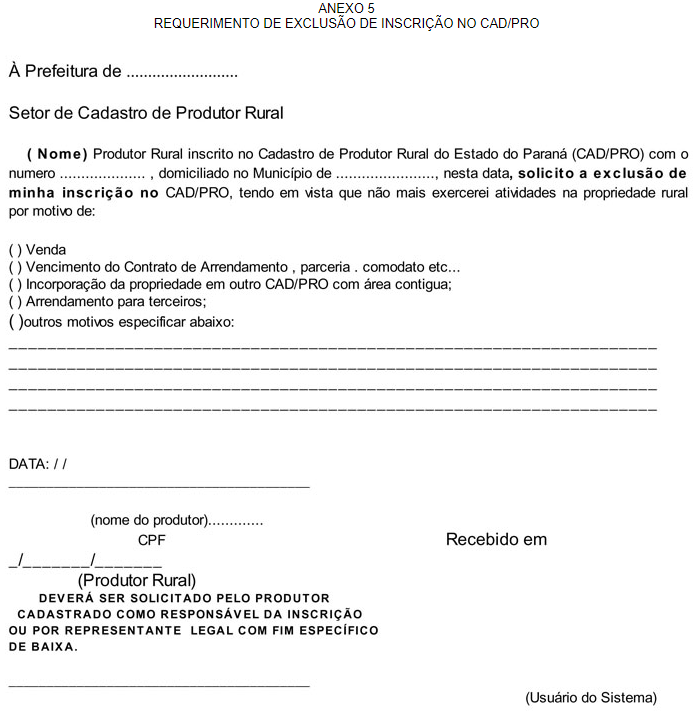 ANEXO 5
REQUERIMENTO DE EXCLUSÃO DE INSCRIÇÃO NO CAD/PRO
À Prefeitura de ..........................
Setor de Cadastro de Produtor Rural
( Nome) Produtor Rural inscrito no Cadastro de Produtor Rural do Estado do Paraná (CAD/PRO) com o
numero .................... , domiciliado no Município de ......................., nesta data, solicito a exclusão de
minha inscrição no CAD/PRO, tendo em vista que não mais exercerei atividades na propriedade rural
por motivo de:
( ) Venda
( ) Vencimento do Contrato de Arrendamento , parceria . comodato etc...
( ) Incorporação da propriedade em outro CAD/PRO com área contigua;
( ) Arrendamento para terceiros;
( )outros motivos especificar abaixo:
_________________________________________________________________
_________________________________________________________________
_________________________________________________________________
_________________________________________________________________
DATA: / /
______________________________________
(nome do produtor).............
CPF
Recebido em
_/_______/_______
(Produtor Rural)
DEVERÁ SER SOLICITADO PELO PRODUTOR
CADASTRADO COMO RESPONSÁVEL DA INSCRIÇÃO
OU POR REPRESENTANTE LEGAL COM FIM ESPECÍFICO
DE BAIXA.
______________________________________
(Usuário do Sistema)